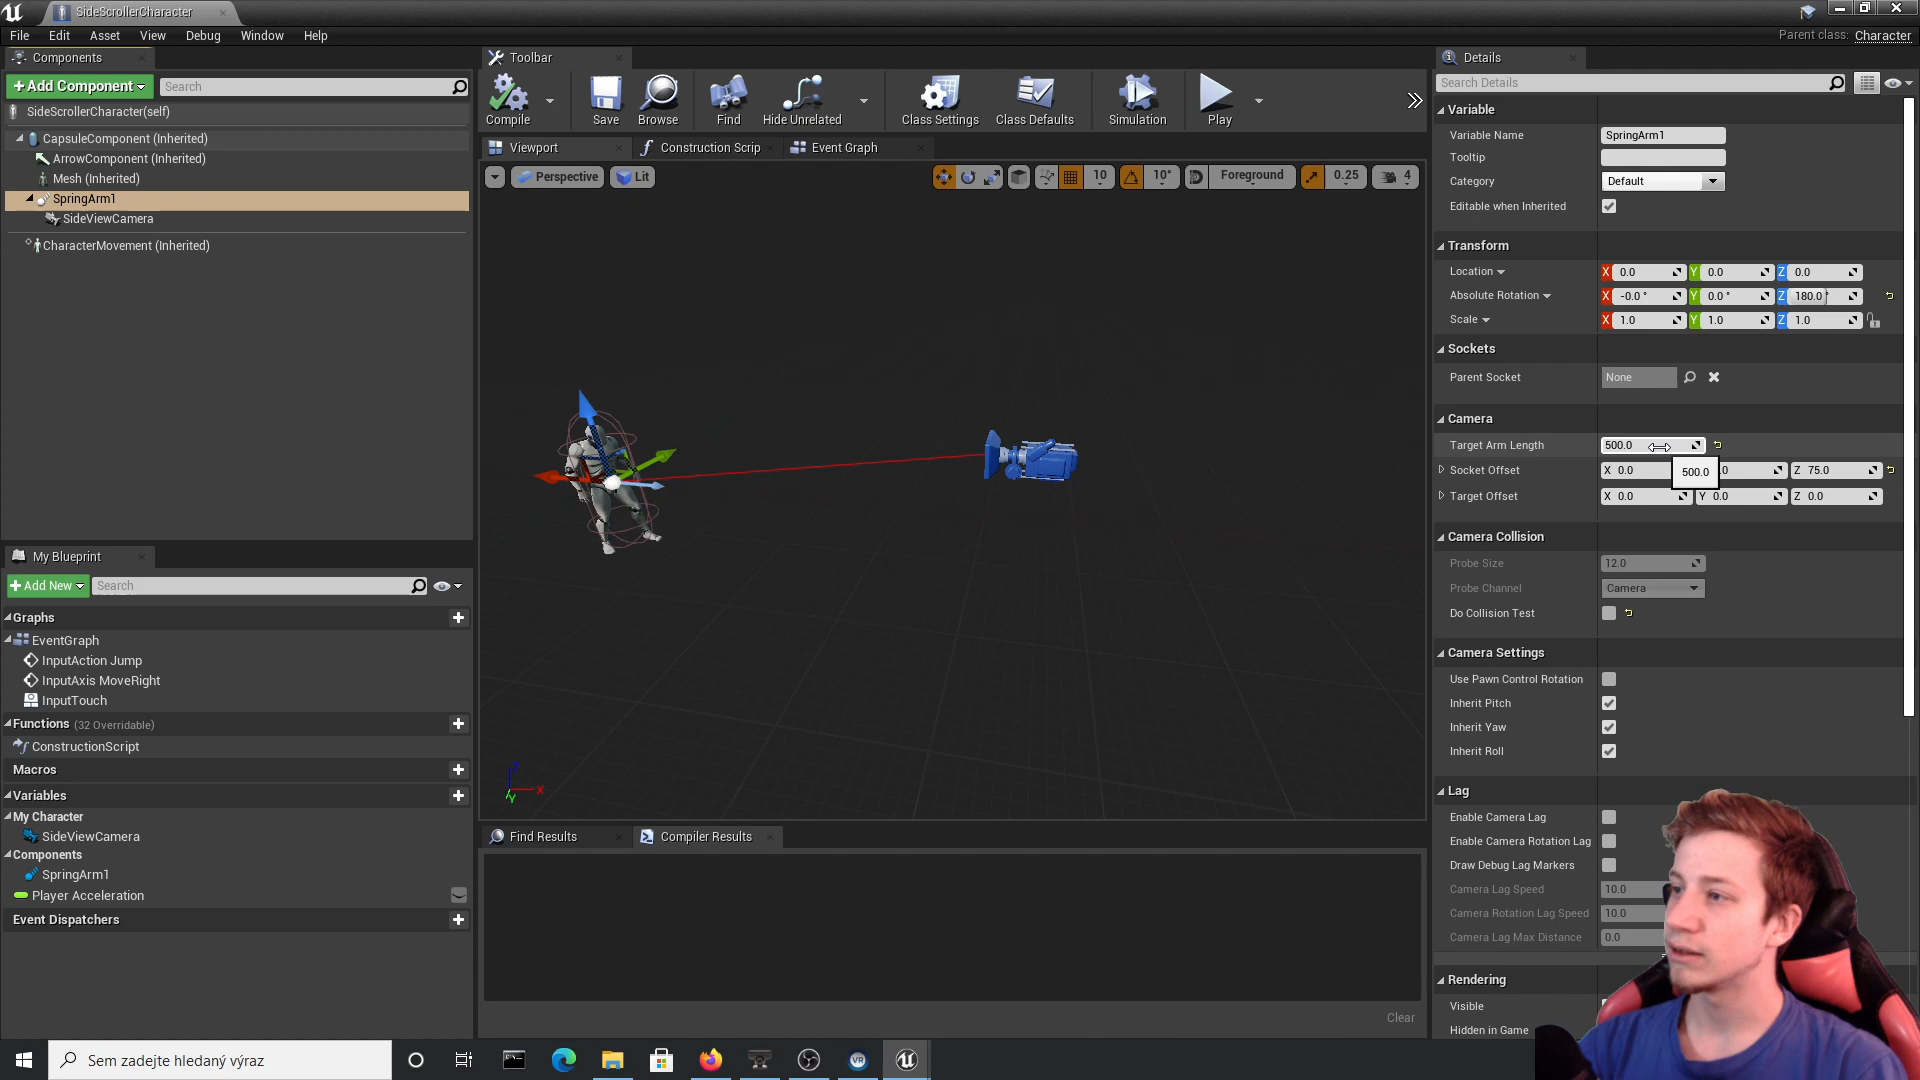 SideScrollerCharacter
File Edit Asset View Debug Window Help
Parent class: Character
Components
Add Component
Search
SideScrollerCharacter(self)
CapsuleComponent (Inherited)
ArrowComponent (Inherited)
Mesh (Inherited)
SpringArm1
SideViewCamera
CharacterMovement (Inherited)
My Blueprint
Add New
Search
Graphs
EventGraph
InputAction Jump
InputAxis MoveRight
InputTouch
Functions (32 Overridable)
ConstructionScript
Macros
Variables
My Character
SideViewCamera
Components
SpringArm1
Player Acceleration
Event Dispatchers
Toolbar
Compile Save Browse Find Hide Unrelated Class Settings Class Defaults Simulation Play
Viewport Construction Scrip Event Graph
Perspective Lit 10 10° Foreground 0.25 4
Z
X
Y
Find Results Compiler Results
Clear
Details
Search Details
Variable
Variable Name SpringArm1
Tooltip
Category Default
Editable when Inherited
Transform
Location X 0.0 Y 0.0 Z 0.0
Absolute Rotation X -0.0 ° Y 0.0 ° Z 180.0 °
Scale X 1.0 Y 1.0 Z 1.0
Sockets
Parent Socket None
Camera
Target Arm Length 500.0
Socket Offset X 0.0 .0 Z 75.0
500.0
Target Offset X 0.0 Y 0.0 Z 0.0
Camera Collision
Probe Size 12.0
Probe Channel Camera
Do Collision Test
Camera Settings
Use Pawn Control Rotation
Inherit Pitch
Inherit Yaw
Inherit Roll
Lag
Enable Camera Lag
Enable Camera Rotation Lag
Draw Debug Lag Markers
Camera Lag Speed 10.0
Camera Rotation Lag Speed 10.0
Camera Lag Max Distance 0.0
Rendering
Visible
Hidden in Game
Sem zadejte hledaný výraz